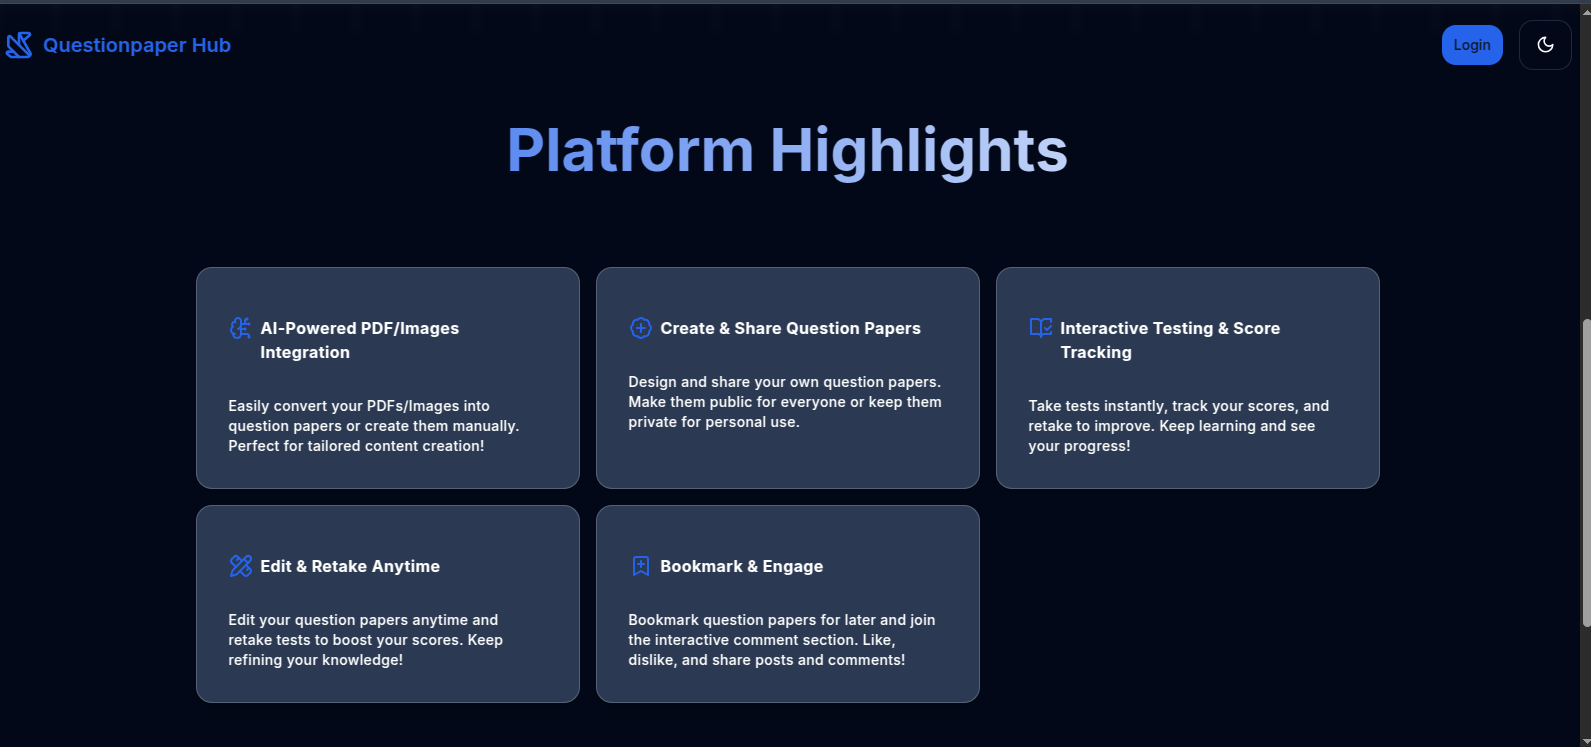 Questionpaper Hub
Login
Platform Highlights
AI-Powered PDF/Images
Integration
Easily convert your PDFs/Images into
question papers or create them manually.
Perfect for tailored content creation!
Create & Share Question Papers
Design and share your own question papers.
Make them public for everyone or keep them
private for personal use.
Interactive Testing & Score
Tracking
Take tests instantly, track your scores, and
retake to improve. Keep learning and see
your progress!
Edit & Retake Anytime
Edit your question papers anytime and
retake tests to boost your scores. Keep
refining your knowledge!
Bookmark & Engage
Bookmark question papers for later and join
the interactive comment section. Like,
dislike, and share posts and comments!